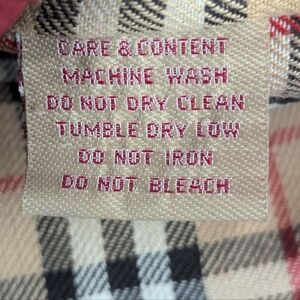 CARE & CONTENT
MACHINE WASH
DO NOT DRY CLEAN
TUMBLE DRY LOW
DO NOT IRON
DO NOT BLEACH